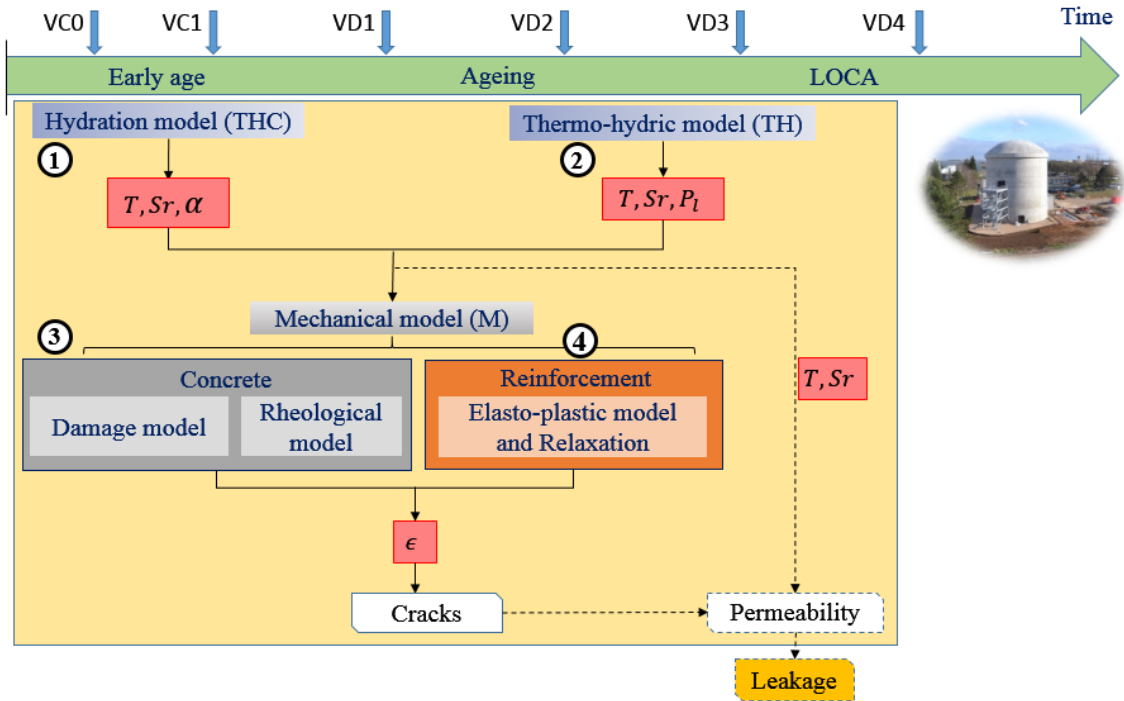 VC0 VC1 VD1 VD2 VD3 VD4 Time
Early age Ageing LOCA
Hydration model (THC) Thermo-hydric model (TH)
1 2
T, Sr, α T, Sr, P_l
Mechanical model (M)
3 4
Concrete Reinforcement
T, Sr
Damage model
Rheological
model
Elasto-plastic model
and Relaxation
ϵ
Cracks Permeability
Leakage